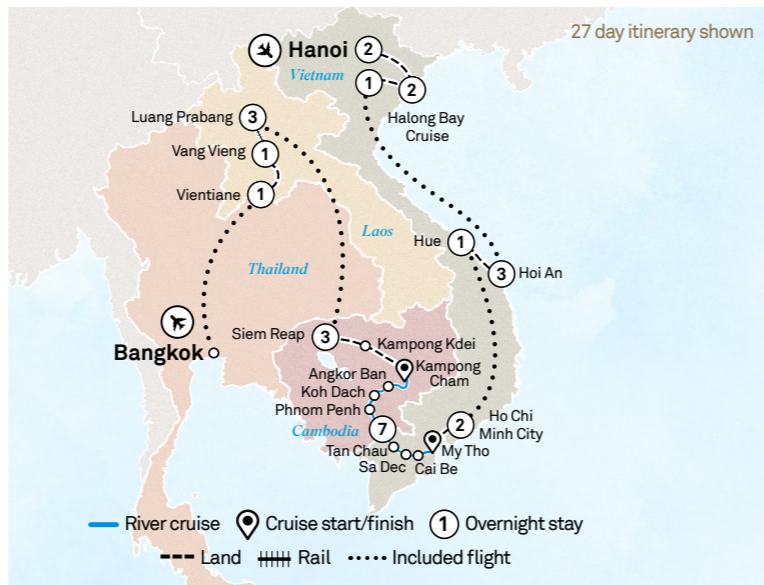 27 day itinerary shown
Hanoi
2
Vietnam
1
2
Halong Bay
Cruise
Luang Prabang
3
Vang Vieng
1
Vientiane
1
Laos
Hue
1
3
Hoi An
Thailand
Bangkok
Siem Reap
3
Kampong Kdei
Kampong
Cham
Angkor Ban
Koh Dach
Phnom Penh
Cambodia
7
Ho Chi
Minh City
2
My Tho
Tan Chau
Sa Dec
Cai Be
River cruise
Cruise start/finish
1
Overnight stay
Land
Rail
Included flight